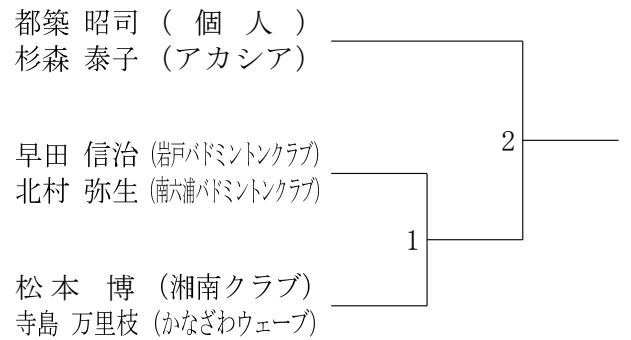 都築 昭司 ( 個 人 )
杉森 泰子 (アカシア)
2
早田 信治 (岩戸バドミントンクラブ)
北村 弥生 (南六浦バドミントンクラブ)
1
松本 博 (湘南クラブ)
寺島 万里枝 (かなざわウェーブ)